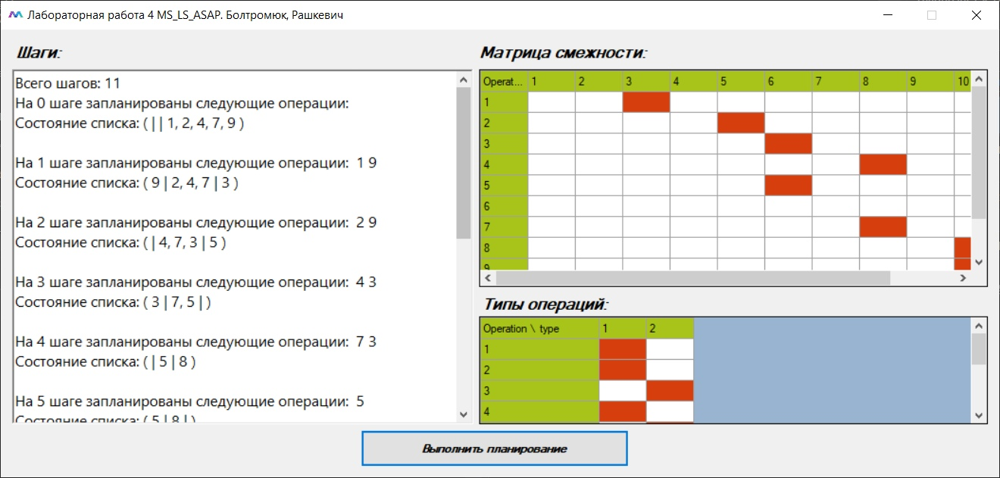 Лабораторная работа 4 MS_LS_ASAP. Болтромюк, Рашкевич
Шаги:
Всего шагов: 11
На 0 шаге запланированы следующие операции:
Состояние списка: ( | | 1, 2, 4, 7, 9 )
На 1 шаге запланированы следующие операции: 1 9
Состояние списка: ( 9 | 2, 4, 7 | 3 )
На 2 шаге запланированы следующие операции: 2 9
Состояние списка: ( | 4, 7, 3 | 5 )
На 3 шаге запланированы следующие операции: 4 3
Состояние списка: ( 3 | 7, 5 | )
На 4 шаге запланированы следующие операции: 7 3
Состояние списка: ( | 5 | 8 )
На 5 шаге запланированы следующие операции: 5
Состояние списка: ( 5 | 8 | )
Матрица смежности:
Operat... 1 2 3 4 5 6 7 8 9 10
1
2
3
4
5
6
7
8
9
Типы операций:
Operation \ type 1 2
1
2
3
4
Выполнить планирование